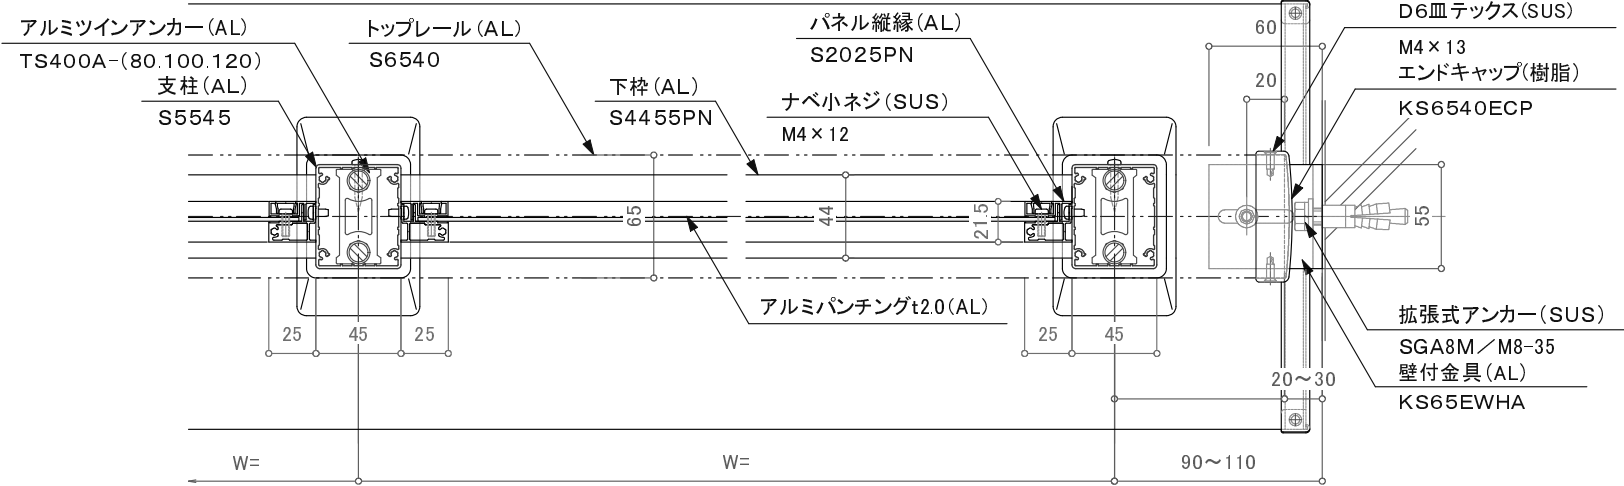 アルミツインアンカー(AL)
TS400A-(80.100.120)
支柱(AL)
S5545
トップレール(AL)
S6540
下枠(AL)
S4455PN
パネル縦縁(AL)
S2025PN
ナベ小ネジ(SUS)
M4×12
D6皿テックス(SUS)
M4×13
エンドキャップ(樹脂)
KS6540ECP
60
20
65
44
21.5
55
アルミパンチングt2.0(AL)
25
45
25
25
45
拡張式アンカー(SUS)
SGA8M/M8-35
壁付金具(AL)
KS65EWHA
20～30
W=
W=
90～110